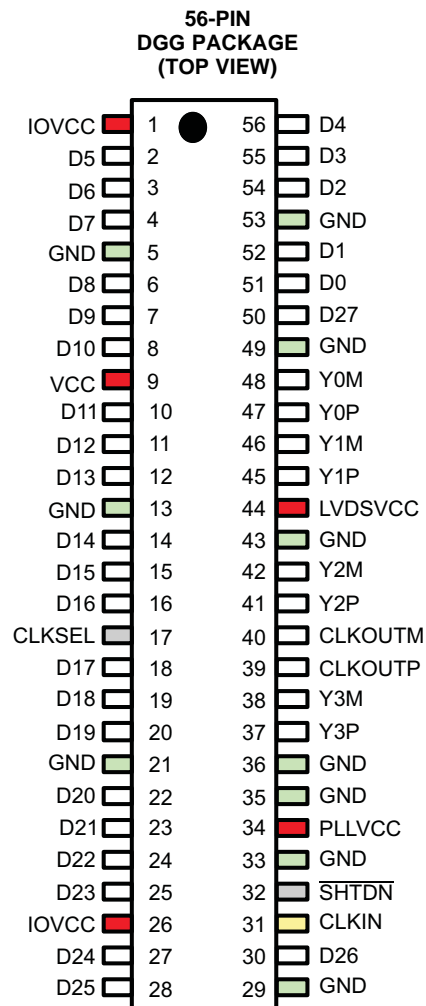 56-PIN
DGG PACKAGE
(TOP VIEW)
IOVCC 1 56 D4
D5 2 55 D3
D6 3 54 D2
D7 4 53 GND
GND 5 52 D1
D8 6 51 D0
D9 7 50 D27
D10 8 49 GND
VCC 9 48 Y0M
D11 10 47 Y0P
D12 11 46 Y1M
D13 12 45 Y1P
GND 13 44 LVDSVCC
D14 14 43 GND
D15 15 42 Y2M
D16 16 41 Y2P
CLKSEL 17 40 CLKOUTM
D17 18 39 CLKOUTP
D18 19 38 Y3M
D19 20 37 Y3P
GND 21 36 GND
D20 22 35 GND
D21 23 34 PLLVCC
D22 24 33 GND
D23 25 32 SHTDN
IOVCC 26 31 CLKIN
D24 27 30 D26
D25 28 29 GND